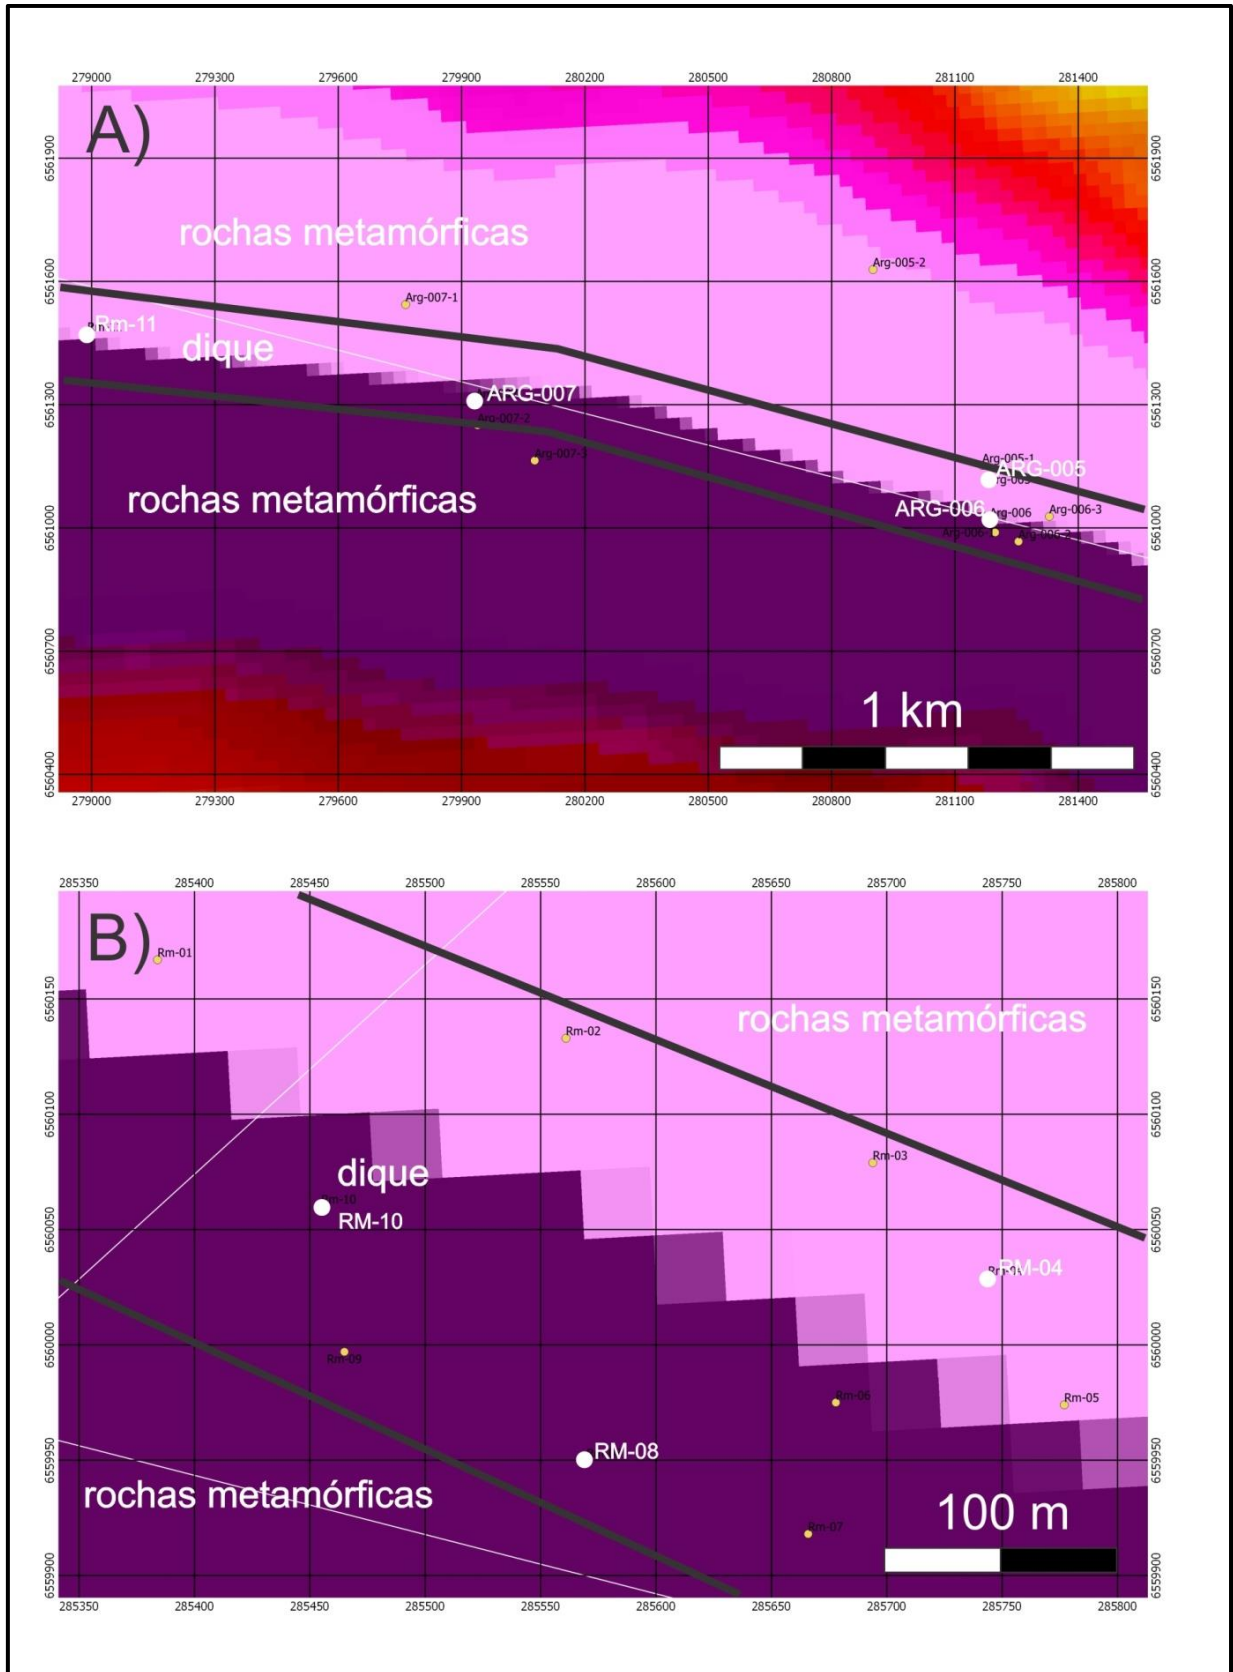 279000 279300 279600 279900 280200 280500 280800 281100 281400
A)
6561900 6561900
rochas metamórficas
Arg-005-2
6561600 6561600
Arg-007-1
Rm-11
dique
ARG-007
6561300 6561300
Arg-007-2
Arg-007-3
Arg-005-1
ARG-005
rochas metamórficas
ARG-006 Arg-006 Arg-006-3
6561000 6561000
Arg-006-2
6560700 6560700
1 km
6560400 6560400
279000 279300 279600 279900 280200 280500 280800 281100 281400
285350 285400 285450 285500 285550 285600 285650 285700 285750 285800
B)
Rm-01
6560150 6560150
rochas metamórficas
Rm-02
6560100 6560100
Rm-03
dique
Rm-10
RM-10
6560050 6560050
RM-04
6560000 6560000
Rm-09
Rm-06 Rm-05
6559950 6559950
RM-08
rochas metamórficas
100 m
Rm-07
6559900 6559900
285350 285400 285450 285500 285550 285600 285650 285700 285750 285800